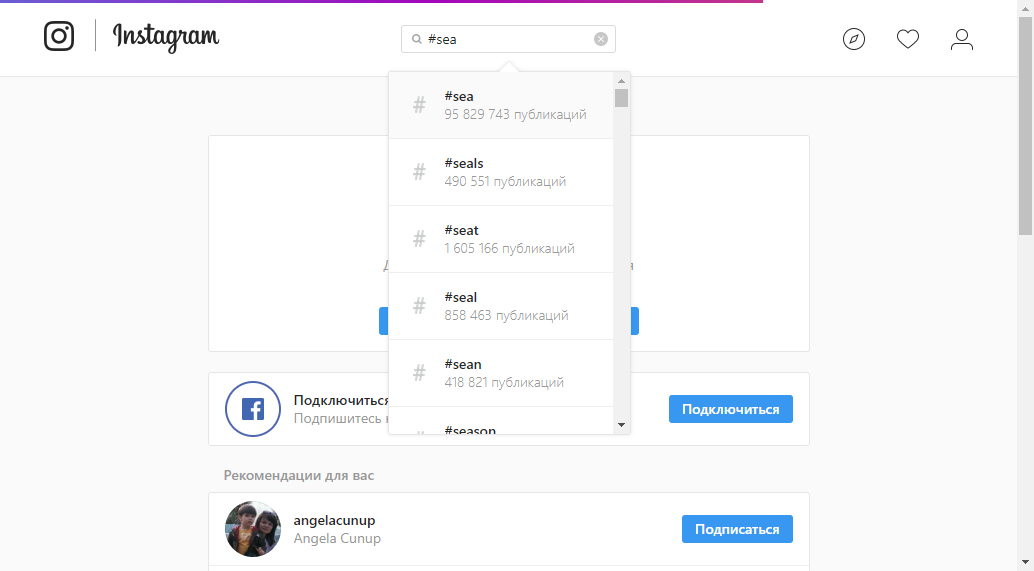 Instagram
#sea
#sea
95 829 743 публикаций
#seals
490 551 публикаций
#seat
1 605 166 публикаций
#seal
858 463 публикаций
#sean
418 821 публикаций
#season
Подключиться
Подпишитесь
Подключиться
Рекомендации для вас
angelacunup
Angela Cunup
Подписаться